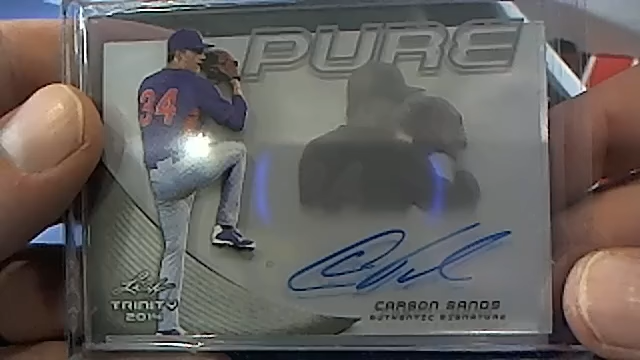 PURE
34
Leaf
TRINITY
2014
CARSON SANDS
AUTHENTIC SIGNATURE